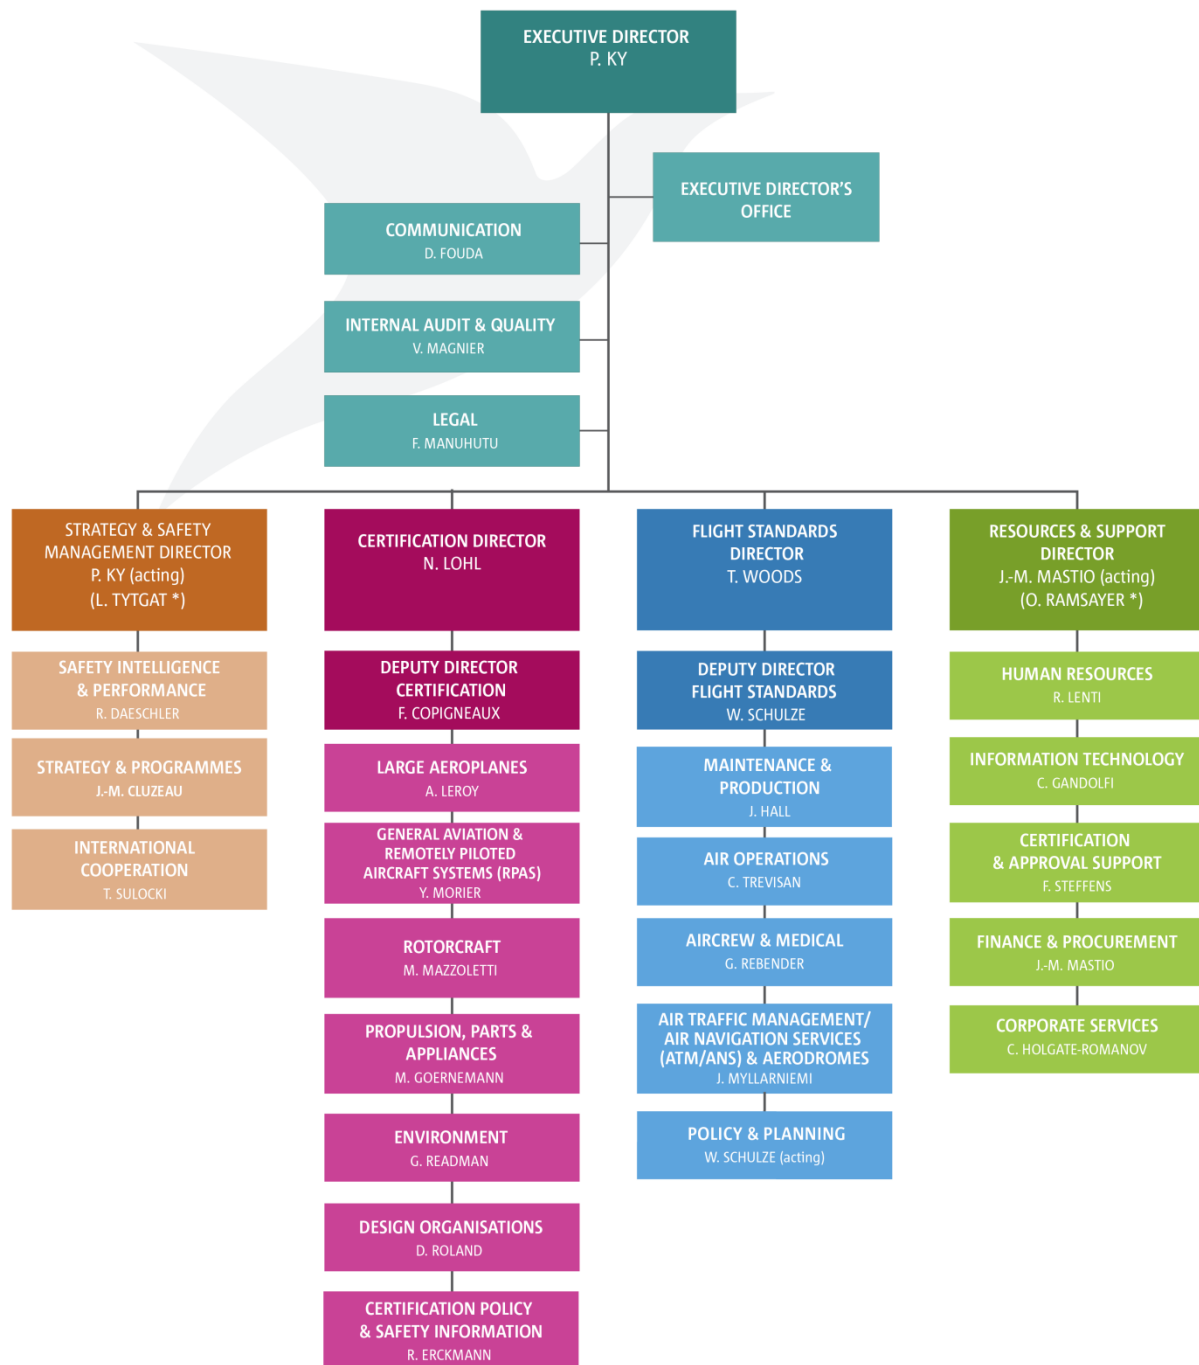 EXECUTIVE DIRECTOR
P. KY
EXECUTIVE DIRECTOR'S
OFFICE
COMMUNICATION
D. FOUDA
INTERNAL AUDIT & QUALITY
V. MAGNIER
LEGAL
F. MANUHUTU
STRATEGY & SAFETY
MANAGEMENT DIRECTOR
P. KY (acting)
(L. TYTGAT *)
SAFETY INTELLIGENCE
& PERFORMANCE
R. DAESCHLER
STRATEGY & PROGRAMMES
J.-M. CLUZEAU
INTERNATIONAL
COOPERATION
T. SULOCKI
CERTIFICATION DIRECTOR
N. LOHL
DEPUTY DIRECTOR
CERTIFICATION
F. COPIGNEAUX
LARGE AEROPLANES
A. LEROY
GENERAL AVIATION &
REMOTELY PILOTED
AIRCRAFT SYSTEMS (RPAS)
Y. MORIER
ROTORCRAFT
M. MAZZOLETTI
PROPULSION, PARTS &
APPLIANCES
M. GOERNEMANN
ENVIRONMENT
G. READMAN
DESIGN ORGANISATIONS
D. ROLAND
CERTIFICATION POLICY
& SAFETY INFORMATION
R. ERCKMANN
FLIGHT STANDARDS
DIRECTOR
T. WOODS
DEPUTY DIRECTOR
FLIGHT STANDARDS
W. SCHULZE
MAINTENANCE &
PRODUCTION
J. HALL
AIR OPERATIONS
C. TREVISAN
AIRCREW & MEDICAL
G. REBENDER
AIR TRAFFIC MANAGEMENT/
AIR NAVIGATION SERVICES
(ATM/ANS) & AERODROMES
J. MYLLARNIEMI
POLICY & PLANNING
W. SCHULZE (acting)
RESOURCES & SUPPORT
DIRECTOR
J.-M. MASTIO (acting)
(O. RAMSAYER *)
HUMAN RESOURCES
R. LENTI
INFORMATION TECHNOLOGY
C. GANDOLFI
CERTIFICATION
& APPROVAL SUPPORT
F. STEFFENS
FINANCE & PROCUREMENT
J.-M. MASTIO
CORPORATE SERVICES
C. HOLGATE-ROMANOV